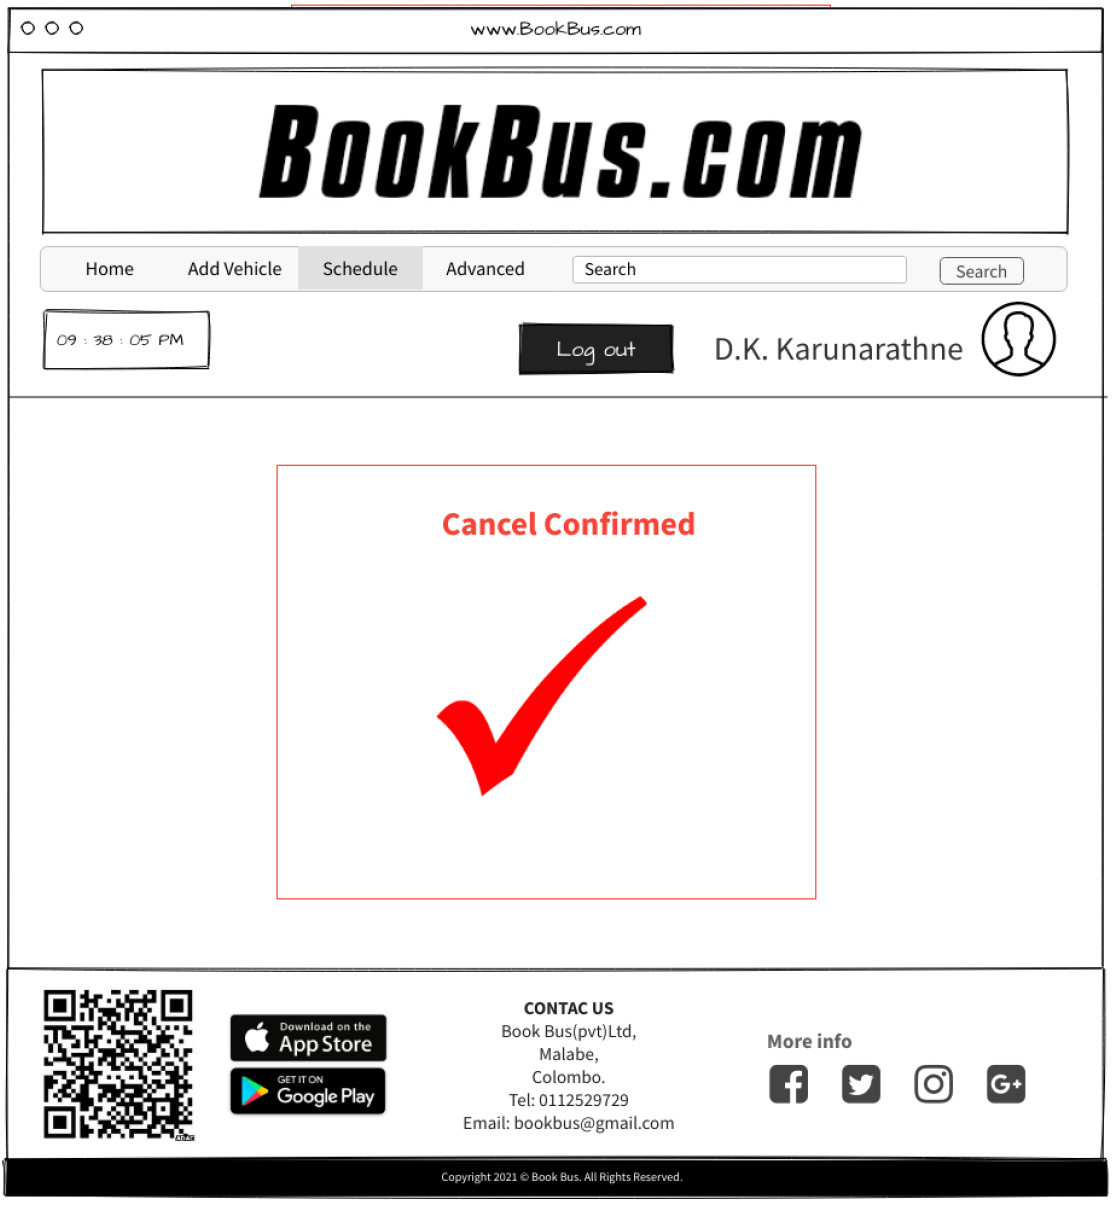 www.BookBus.com
BookBus.com
Home Add Vehicle Schedule Advanced Search Search
09 : 38 : 05 PM
Log out
D.K. Karunarathne
Cancel Confirmed
Download on the
App Store
GET IT ON
Google Play
CONTAC US
Book Bus(pvt)Ltd,
Malabe,
Colombo.
Tel: 0112529729
Email: bookbus@gmail.com
More info
Copyright 2021 © Book Bus. All Rights Reserved.